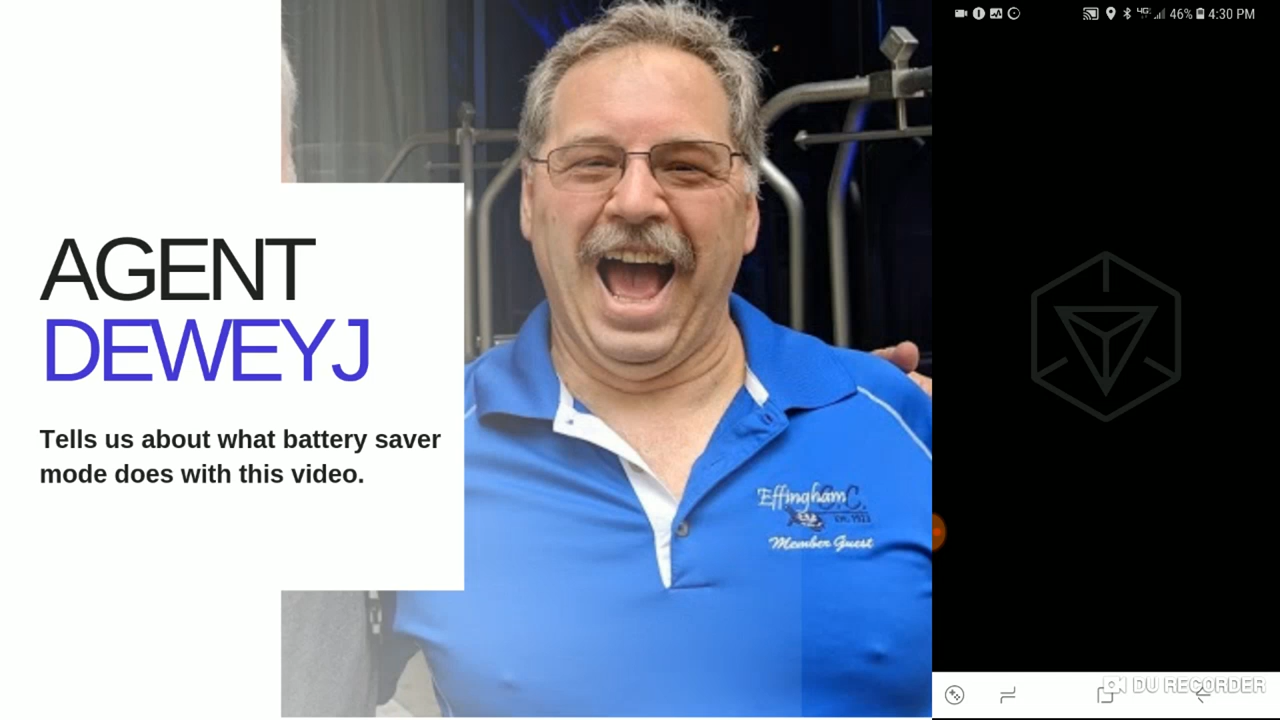 AGENT
DEWEYJ
Tells us about what battery saver
mode does with this video.
Effingham C.C.
Member Guest
46% 4:30 PM
DU RECORDER